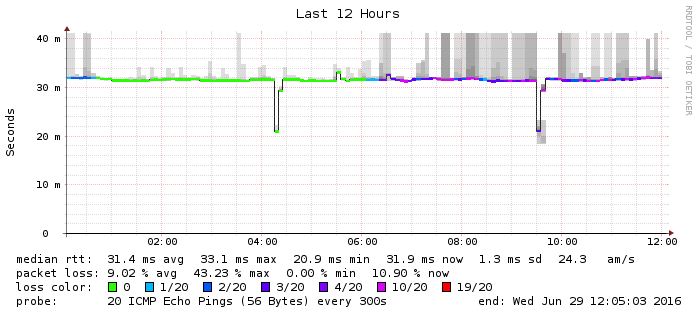 Last 12 Hours
RRDTOOL / TOBI OETIKER
Seconds
40 m
30 m
20 m
10 m
0
02:00 04:00 06:00 08:00 10:00 12:00
median rtt: 31.4 ms avg 33.1 ms max 20.9 ms min 31.9 ms now 1.3 ms sd 24.3 am/s
packet loss: 9.02 % avg 43.23 % max 0.00 % min 10.90 % now
loss color: 0 1/20 2/20 3/20 4/20 10/20 19/20
probe: 20 ICMP Echo Pings (56 Bytes) every 300s end: Wed Jun 29 12:05:03 2016